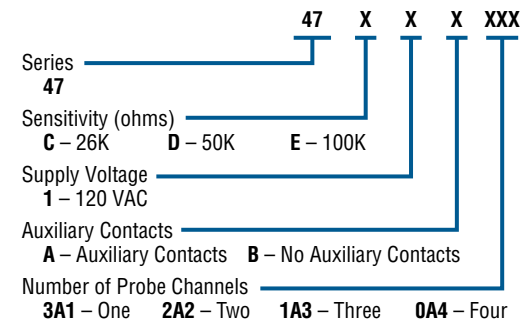 47 X X X XXX
Series
47
Sensitivity (ohms)
C – 26K D – 50K E – 100K
Supply Voltage
1 – 120 VAC
Auxiliary Contacts
A – Auxiliary Contacts B – No Auxiliary Contacts
Number of Probe Channels
3A1 – One 2A2 – Two 1A3 – Three 0A4 – Four